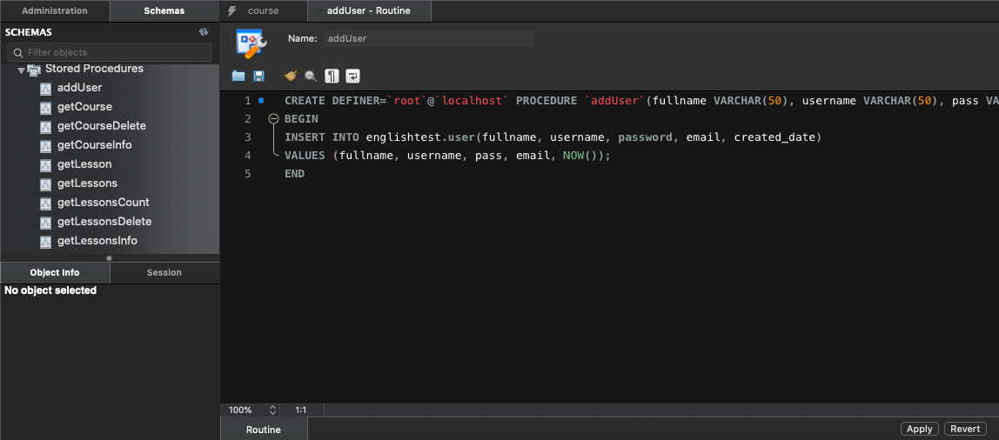 Administration
Schemas
course
addUser - Routine
SCHEMAS
Filter objects
Name:
addUser
Stored Procedures
addUser
getCourse
getCourseDelete
getCourseInfo
getLesson
getLessons
getLessonsCount
getLessonsDelete
getLessonsInfo
1 CREATE DEFINER=`root`@`localhost` PROCEDURE `addUser`(fullname VARCHAR(50), username VARCHAR(50), pass VA
2 BEGIN
3 INSERT INTO englishtest.user(fullname, username, password, email, created_date)
4 VALUES (fullname, username, pass, email, NOW());
5 END
Object Info
Session
No object selected
100%
1:1
Routine
Apply
Revert